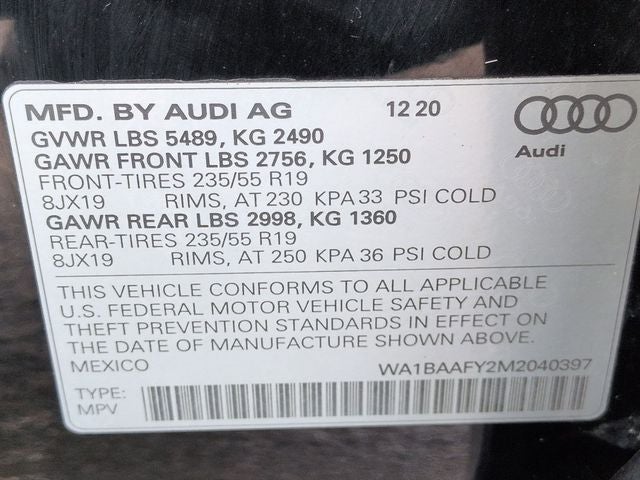 MFD. BY AUDI AG 12 20
Audi
GVWR LBS 5489, KG 2490
GAWR FRONT LBS 2756, KG 1250
FRONT-TIRES 235/55 R19
8JX19 RIMS, AT 230 KPA 33 PSI COLD
GAWR REAR LBS 2998, KG 1360
REAR-TIRES 235/55 R19
8JX19 RIMS, AT 250 KPA 36 PSI COLD
THIS VEHICLE CONFORMS TO ALL APPLICABLE
U.S. FEDERAL MOTOR VEHICLE SAFETY AND
THEFT PREVENTION STANDARDS IN EFFECT ON
THE DATE OF MANUFACTURE SHOWN ABOVE.
MEXICO WA1BAAFY2M2040397
TYPE:
MPV